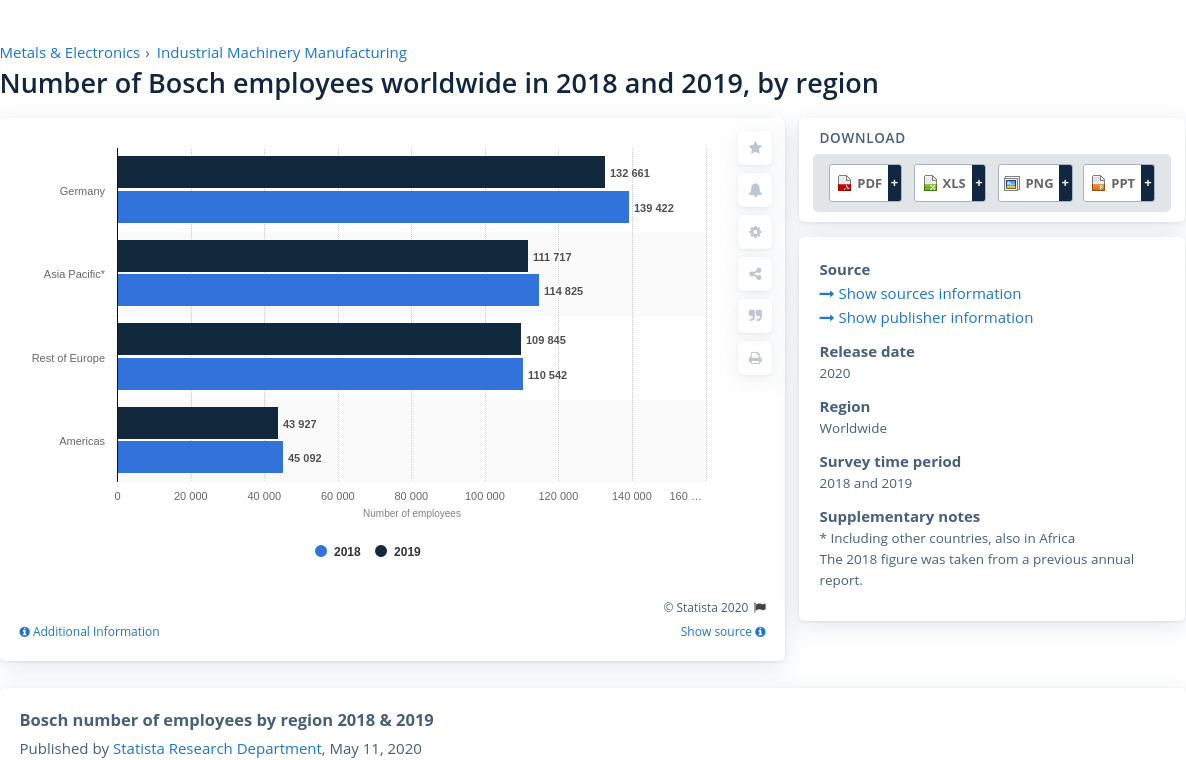 Metals & Electronics › Industrial Machinery Manufacturing
Number of Bosch employees worldwide in 2018 and 2019, by region
Germany
132 661
139 422
Asia Pacific*
111 717
114 825
Rest of Europe
109 845
110 542
Americas
43 927
45 092
0 20 000 40 000 60 000 80 000 100 000 120 000 140 000 160 …
Number of employees
2018 2019
© Statista 2020
Additional Information
Show source
DOWNLOAD
PDF + XLS + PNG + PPT +
Source
Show sources information
Show publisher information
Release date
2020
Region
Worldwide
Survey time period
2018 and 2019
Supplementary notes
* Including other countries, also in Africa
The 2018 figure was taken from a previous annual
report.
Bosch number of employees by region 2018 & 2019
Published by Statista Research Department, May 11, 2020